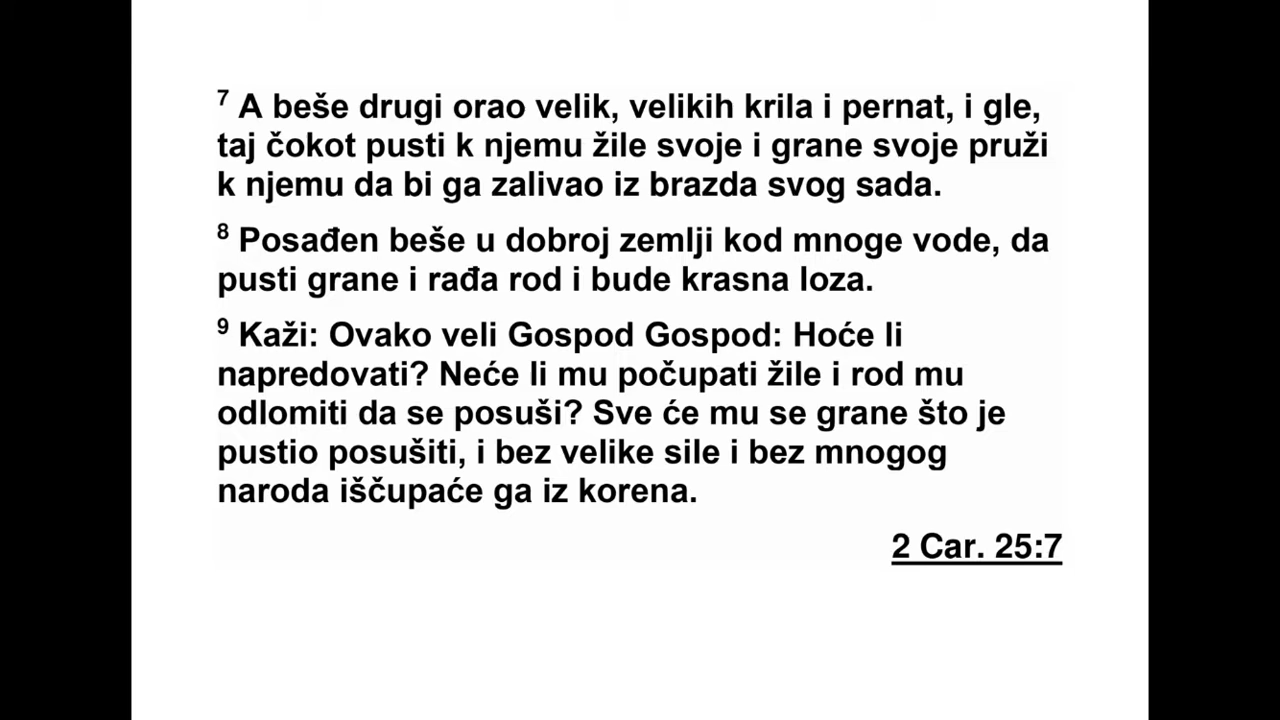 7 A beše drugi orao velik, velikih krila i pernat, i gle,
taj čokot pusti k njemu žile svoje i grane svoje pruži
k njemu da bi ga zalivao iz brazda svog sada.
8 Posađen beše u dobroj zemlji kod mnoge vode, da
pusti grane i rađa rod i bude krasna loza.
9 Kaži: Ovako veli Gospod Gospod: Hoće li
napredovati? Neće li mu počupati žile i rod mu
odlomiti da se posuši? Sve će mu se grane što je
pustio posušiti, i bez velike sile i bez mnogog
naroda iščupaće ga iz korena.
2 Car. 25:7